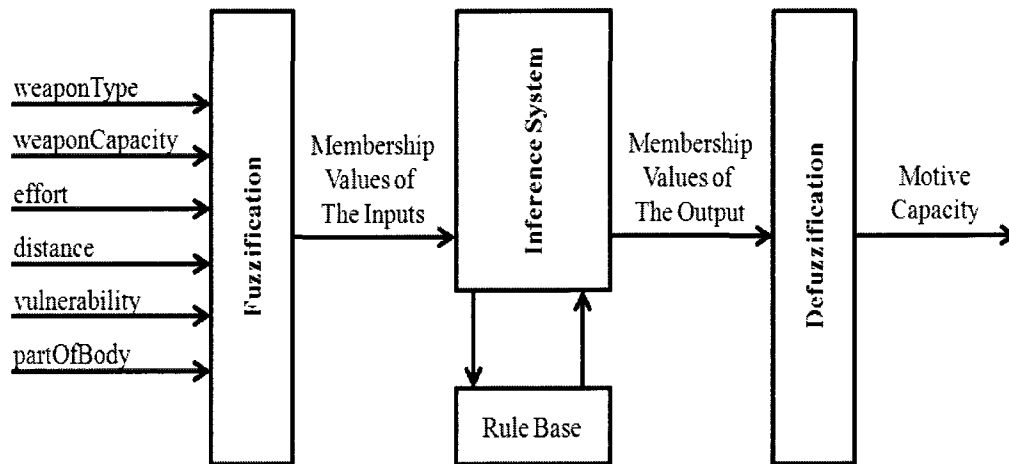 weaponType
weaponCapacity
effort
distance
vulnerability
partOfBody
Fuzzification
Membership
Values of
The Inputs
Inference System
Rule Base
Membership
Values of
The Output
Defuzzification
Motive
Capacity